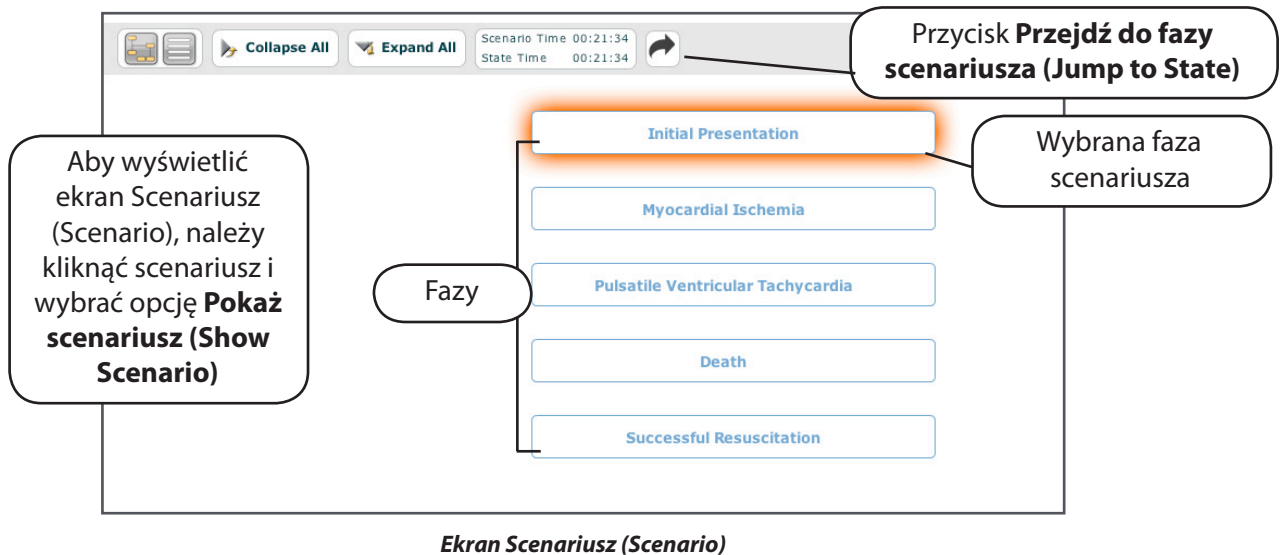 Collapse All
Expand All
Scenario Time 00:21:34
State Time 00:21:34
Przycisk Przejdź do fazy
scenariusza (Jump to State)
Initial Presentation
Wybrana faza
scenariusza
Aby wyświetlić
ekran Scenariusz
(Scenario), należy
kliknąć scenariusz i
wybrać opcję Pokaż
scenariusz (Show
Scenario)
Myocardial Ischemia
Fazy
Pulsatile Ventricular Tachycardia
Death
Successful Resuscitation
Ekran Scenariusz (Scenario)